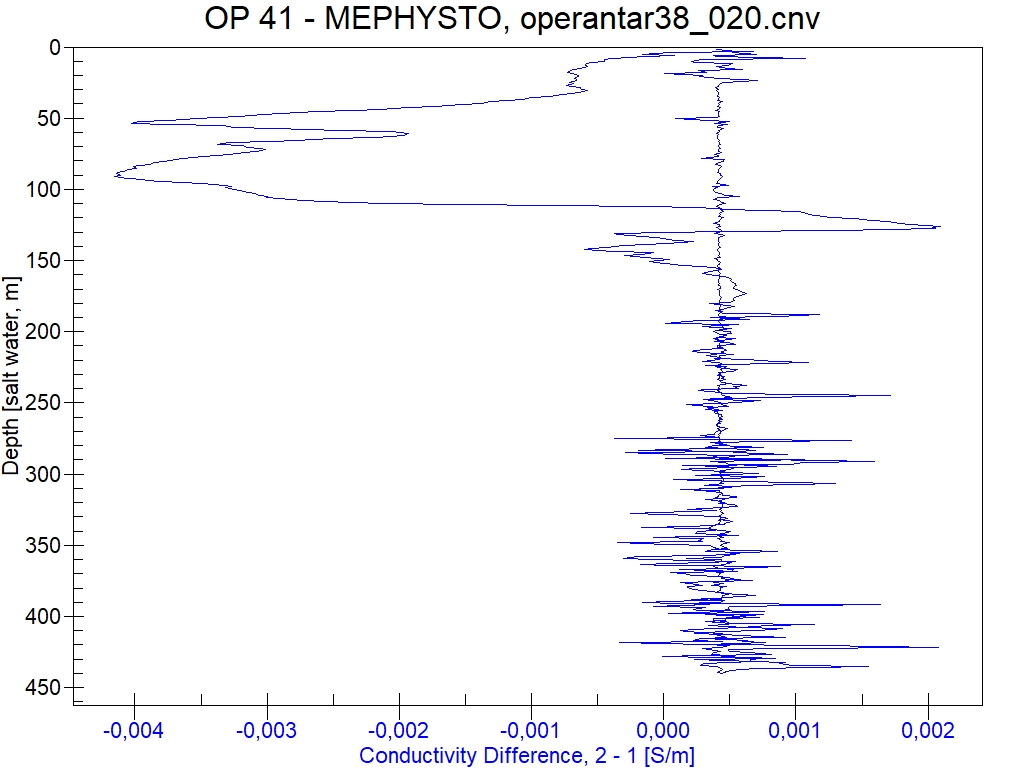 OP 41 - MEPHYSTO, operantar38_020.cnv
0
50
100
150
200
250
300
350
400
450
Depth [salt water, m]
-0,004 -0,003 -0,002 -0,001 0,000 0,001 0,002
Conductivity Difference, 2 - 1 [S/m]